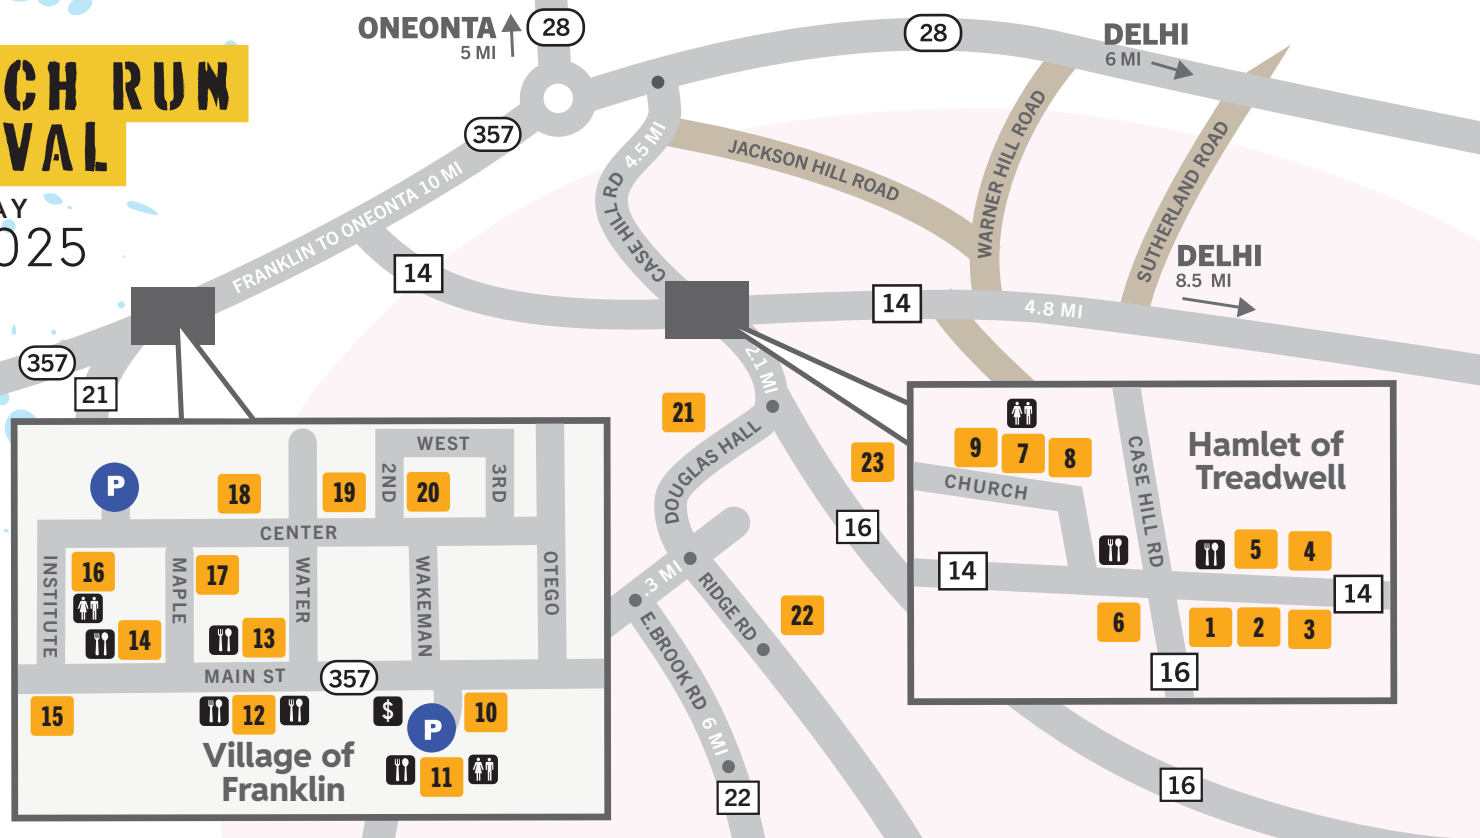 CH RUN
VAL
AY
025
ONEONTA
5 MI
28
28
DELHI
6 MI
357
FRANKLIN TO ONEONTA 10 MI
CASE HILL RD 4.5 MI
JACKSON HILL ROAD
WARNER HILL ROAD
SUTHERLAND ROAD
DELHI
8.5 MI
14
14
4.8 MI
357
21
2.1 MI
21
DOUGLAS HALL
23
16
.3 MI
RIDGE RD
22
E.BROOK RD 6 MI
22
16
WEST
2ND
3RD
P
18
19
20
CENTER
INSTITUTE
MAPLE
WATER
WAKEMAN
OTEGO
16
17
14
13
MAIN ST
357
15
12
$
P
10
11
Village of
Franklin
9
7
8
CHURCH
CASE HILL RD
Hamlet of
Treadwell
14
5
4
14
6
1
2
3
16